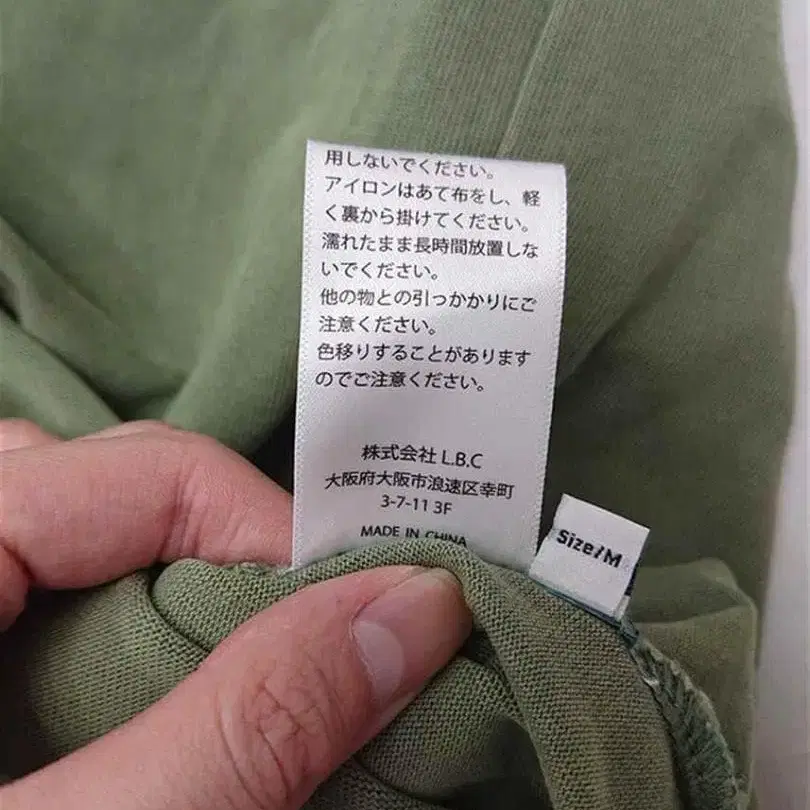 用しないでください。
アイロンはあて布をし、軽
く裏から掛けてください。
濡れたまま長時間放置しな
いでください。
他の物との引っかかりにご
注意ください。
色移りすることがあります
のでご注意ください。
株式会社 L.B.C
大阪府大阪市浪速区幸町
3-7-11 3F
MADE IN CHINA
Size/M